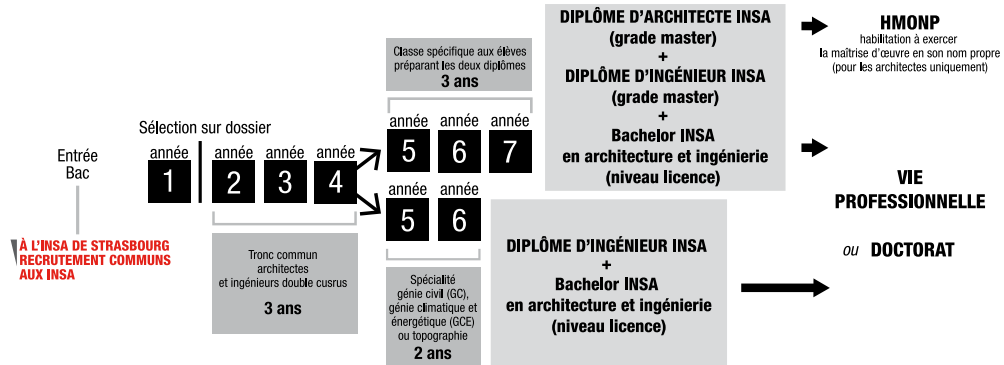 Entrée
Bac
À L'INSA DE STRASBOURG
RECRUTEMENT COMMUNS
AUX INSA
Sélection sur dossier
année
1
année
2
année
3
année
4
Tronc commun
architectes
et ingénieurs double cusrus
3 ans
Classe spécifique aux élèves
préparant les deux diplômes
3 ans
année
5
année
6
année
7
année
5
année
6
Spécialité
génie civil (GC),
génie climatique et
énergétique (GCE)
ou topographie
2 ans
DIPLÔME D'ARCHITECTE INSA
(grade master)
+
DIPLÔME D'INGÉNIEUR INSA
(grade master)
+
Bachelor INSA
en architecture et ingénierie
(niveau licence)
DIPLÔME D'INGÉNIEUR INSA
+
Bachelor INSA
en architecture et ingénierie
(niveau licence)
HMONP
habilitation à exercer
la maîtrise d'œuvre en son nom propre
(pour les architectes uniquement)
VIE
PROFESSIONNELLE
ou DOCTORAT